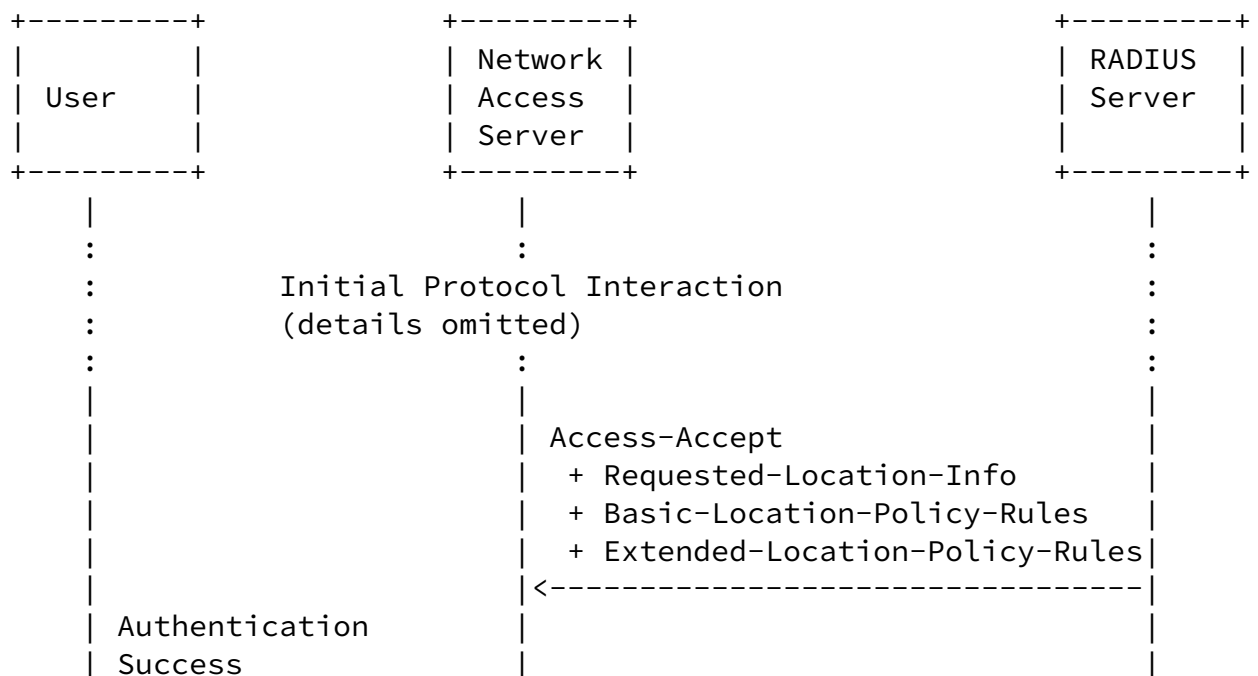 Network
RADIUS
User
Access
Server
Server
Initial Protocol Interaction
(details omitted)
Access-Accept
+ Requested-Location-Info
+ Basic-Location-Policy-Rules
+ Extended-Location-Policy-Rules
Authentication
Success